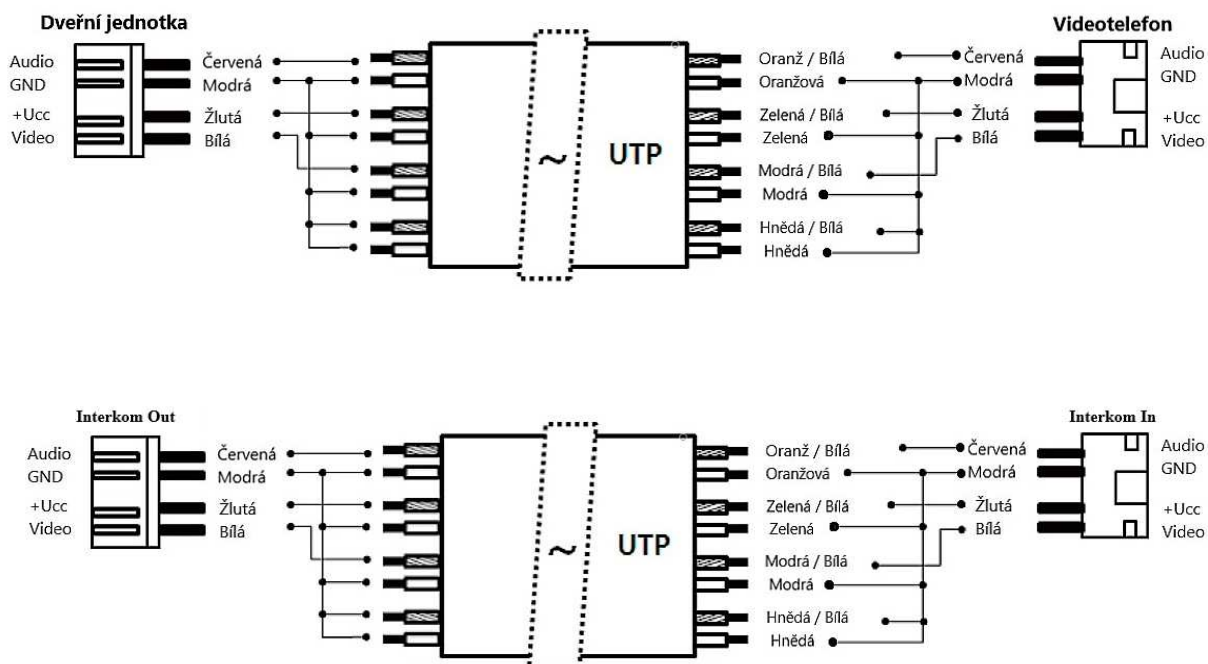 Dveřní jednotka
Videotelefon
Audio Červená
GND Modrá
+Ucc Žlutá
Video Bílá
~ UTP
Oranž / Bílá
Oranžová
Zelená / Bílá
Zelená
Modrá / Bílá
Modrá
Hnědá / Bílá
Hnědá
Červená Audio
Modrá GND
Žlutá +Ucc
Bílá Video
Interkom Out
Interkom In
Audio Červená
GND Modrá
+Ucc Žlutá
Video Bílá
~ UTP
Oranž / Bílá
Oranžová
Zelená / Bílá
Zelená
Modrá / Bílá
Modrá
Hnědá / Bílá
Hnědá
Červená Audio
Modrá GND
Žlutá +Ucc
Bílá Video